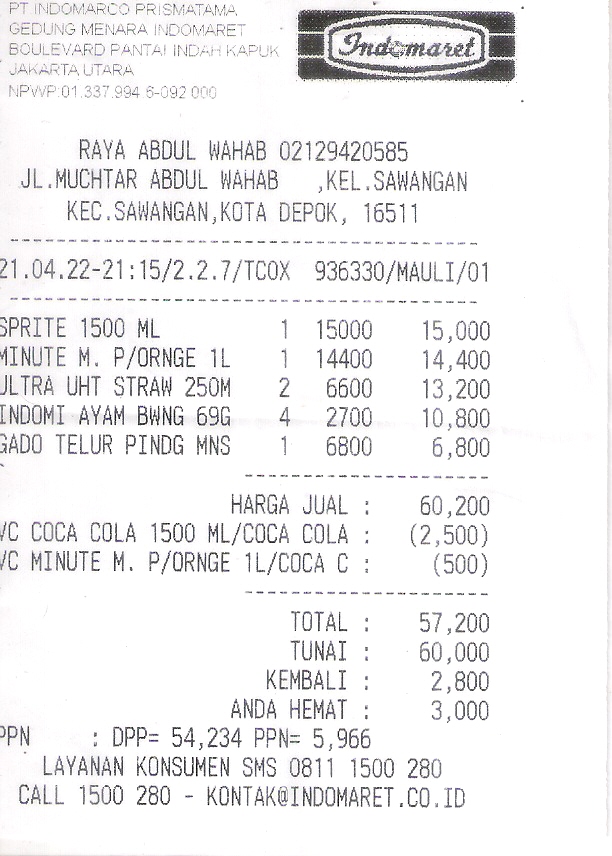 PT INDOMARCO PRISMATAMA
GEDUNG MENARA INDOMARET
BOULEVARD PANTAI INDAH KAPUK
JAKARTA UTARA
NPWP:01.337.994 6-092 000
Indomaret
RAYA ABDUL WAHAB 02129420585
JL.MUCHTAR ABDUL WAHAB ,KEL.SAWANGAN
KEC.SAWANGAN,KOTA DEPOK, 16511
21.04.22-21:15/2.2.7/TCOX 936330/MAULI/01
SPRITE 1500 ML 1 15000 15,000
MINUTE M. P/ORNGE 1L 1 14400 14,400
ULTRA UHT STRAW 250M 2 6600 13,200
INDOMI AYAM BWNG 69G 4 2700 10,800
GADO TELUR PINDG MNS 1 6800 6,800
HARGA JUAL : 60,200
VC COCA COLA 1500 ML/COCA COLA : (2,500)
VC MINUTE M. P/ORNGE 1L/COCA C : (500)
TOTAL : 57,200
TUNAI : 60,000
KEMBALI : 2,800
ANDA HEMAT : 3,000
PPN : DPP= 54,234 PPN= 5,966
LAYANAN KONSUMEN SMS 0811 1500 280
CALL 1500 280 - KONTAK@INDOMARET.CO.ID